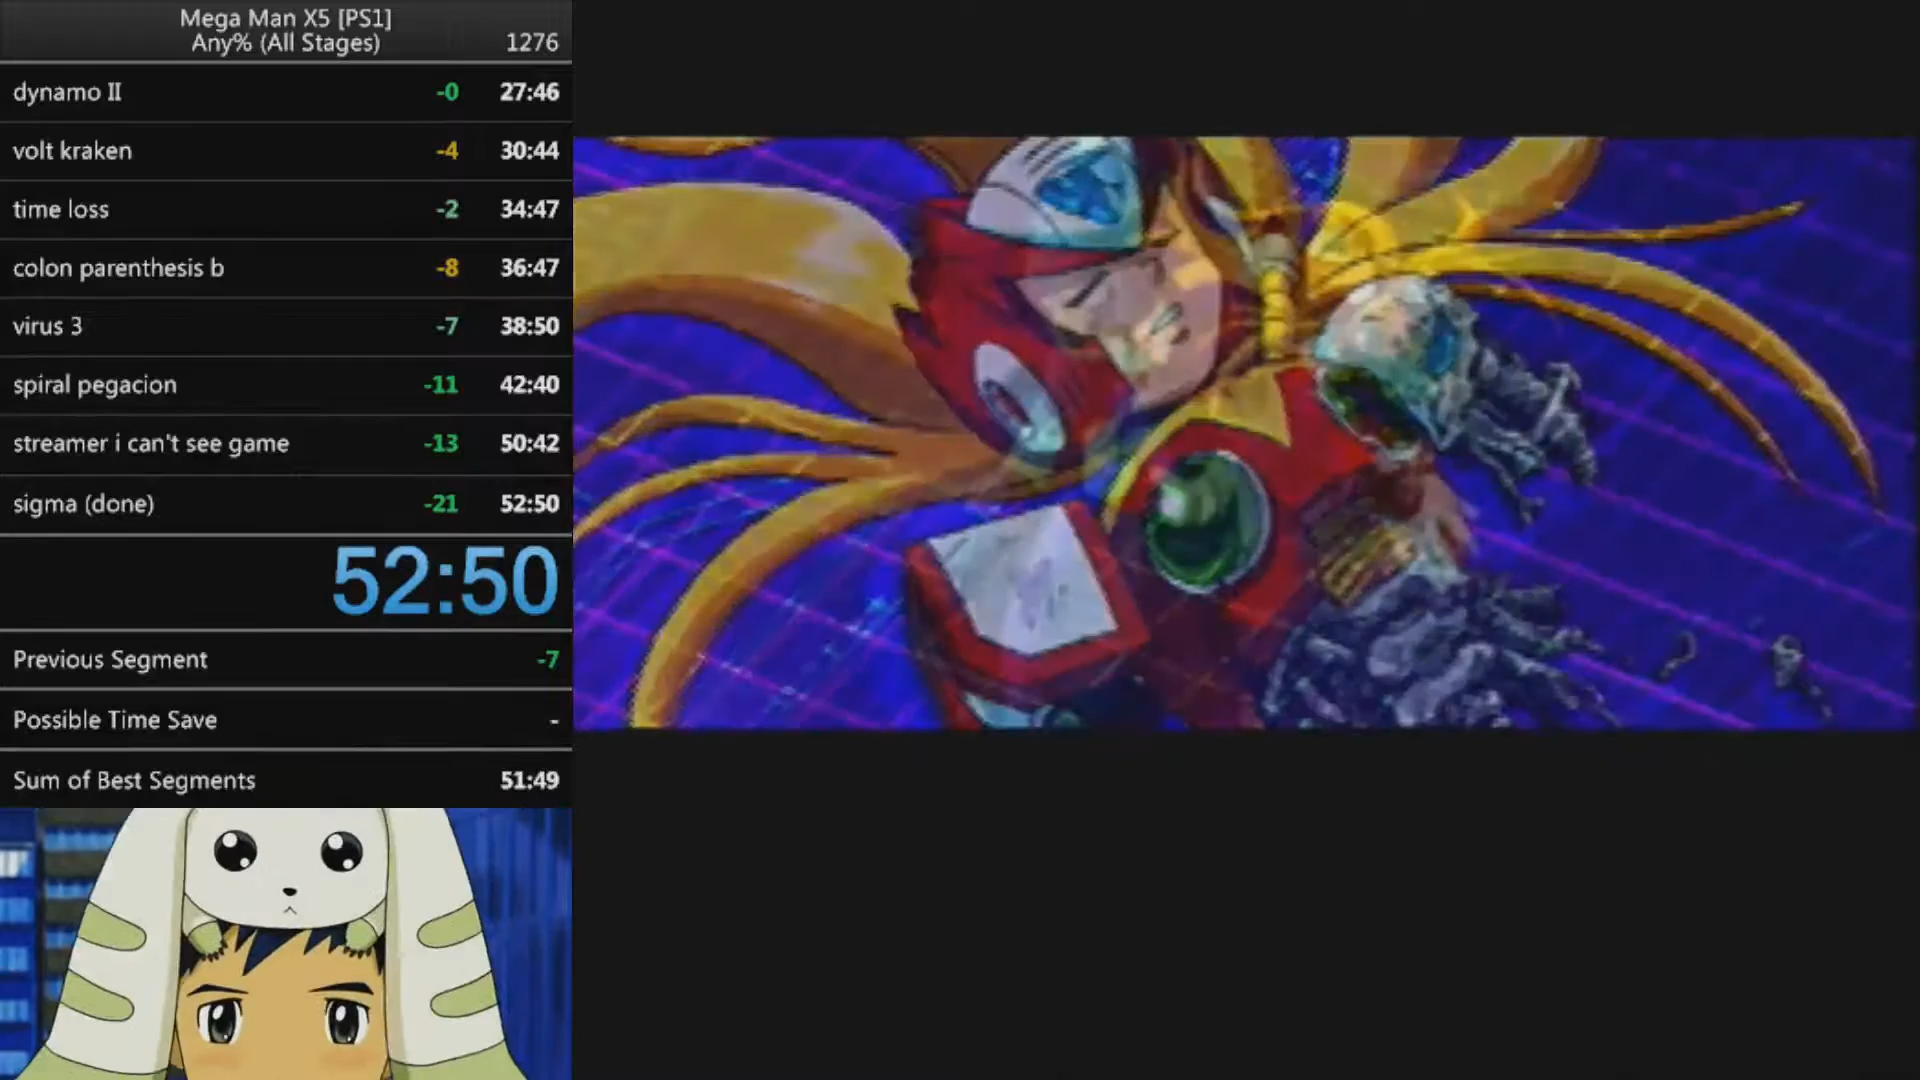 Mega Man X5 [PS1]
Any% (All Stages) 1276
dynamo II -0 27:46
volt kraken -4 30:44
time loss -2 34:47
colon parenthesis b -8 36:47
virus 3 -7 38:50
spiral pegacion -11 42:40
streamer i can't see game -13 50:42
sigma (done) -21 52:50
52:50
Previous Segment -7
Possible Time Save -
Sum of Best Segments 51:49